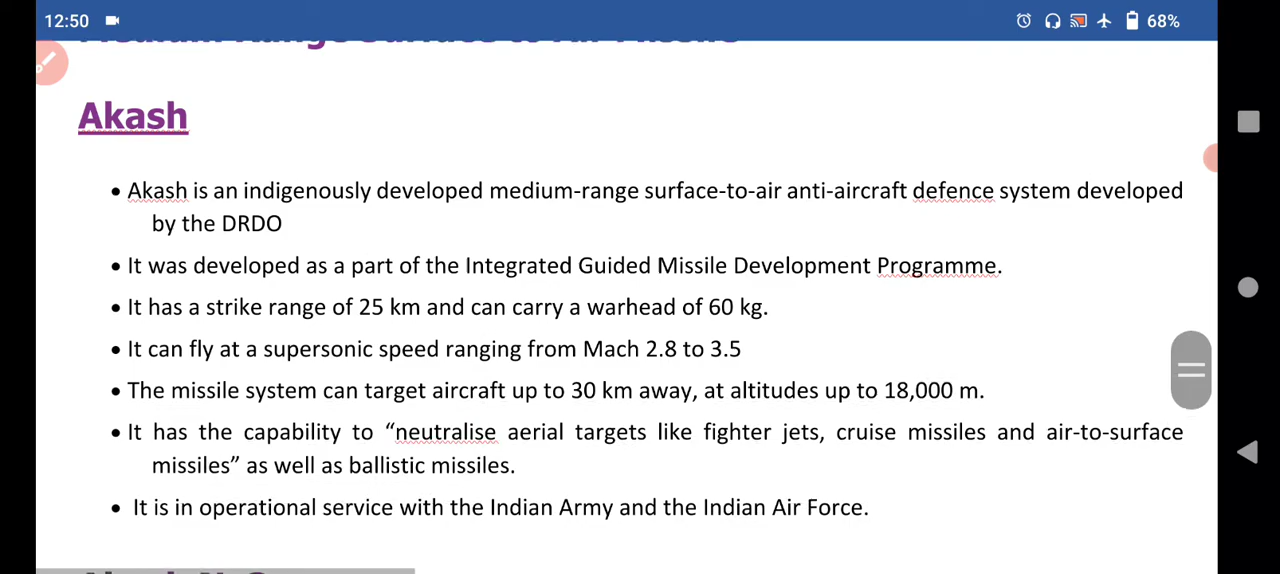 12:50
68%
Medium Range Surface to Air Missile
Akash
• Akash is an indigenously developed medium-range surface-to-air anti-aircraft defence system developed
by the DRDO
• It was developed as a part of the Integrated Guided Missile Development Programme.
• It has a strike range of 25 km and can carry a warhead of 60 kg.
• It can fly at a supersonic speed ranging from Mach 2.8 to 3.5
• The missile system can target aircraft up to 30 km away, at altitudes up to 18,000 m.
• It has the capability to “neutralise aerial targets like fighter jets, cruise missiles and air-to-surface
missiles” as well as ballistic missiles.
• It is in operational service with the Indian Army and the Indian Air Force.